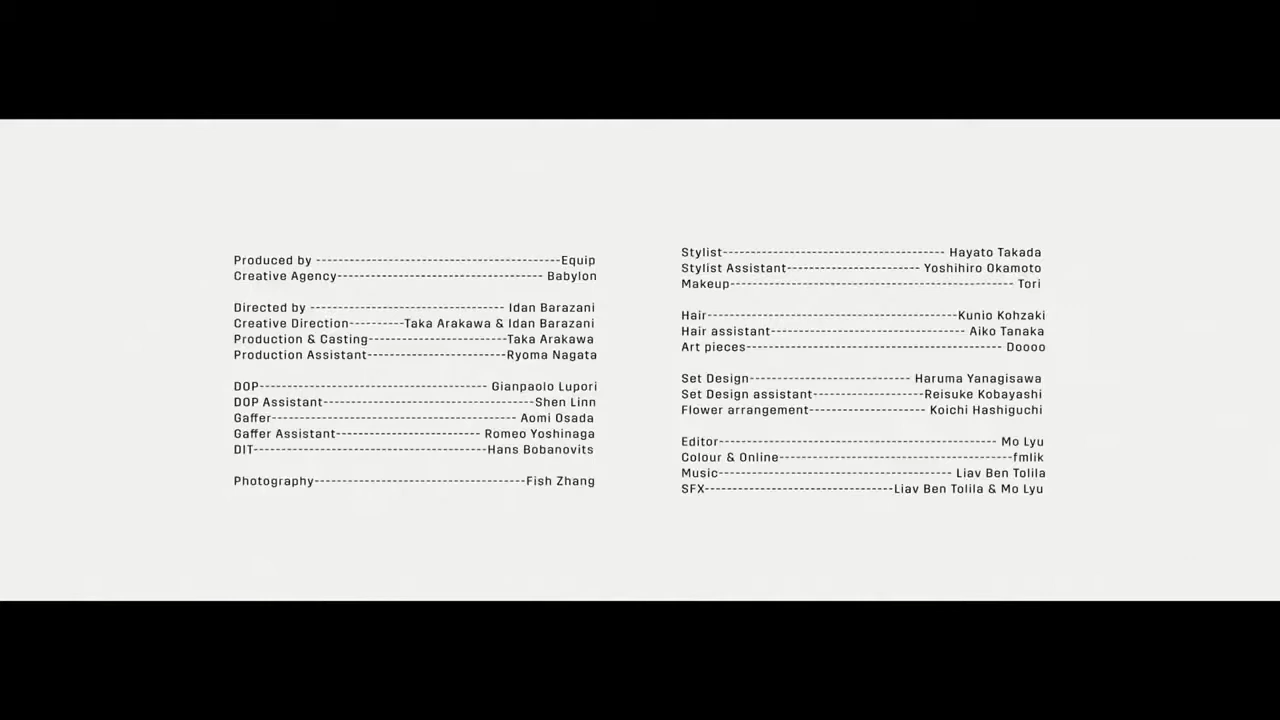 Produced by ------------------------------Equip
Creative Agency------------------------- Babylon
Directed by ------------------------ Idan Barazani
Creative Direction-------Taka Arakawa & Idan Barazani
Production & Casting-----------------Taka Arakawa
Production Assistant-----------------Ryoma Nagata
DOP---------------------------- Gianpaolo Lupori
DOP Assistant--------------------------Shen Linn
Gaffer------------------------------ Aomi Osada
Gaffer Assistant------------------ Romeo Yoshinaga
DIT----------------------------Hans Bobanovits
Photography--------------------------Fish Zhang
Stylist--------------------------- Hayato Takada
Stylist Assistant---------------- Yoshihiro Okamoto
Makeup----------------------------------- Tori
Hair------------------------------Kunio Kohzaki
Hair assistant------------------------ Aiko Tanaka
Art pieces------------------------------- Doooo
Set Design-------------------- Haruma Yanagisawa
Set Design assistant-------------Reisuke Kobayashi
Flower arrangement-------------- Koichi Hashiguchi
Editor---------------------------------- Mo Lyu
Colour & Online----------------------------fmlik
Music----------------------------- Liav Ben Tolila
SFX-----------------------Liav Ben Tolila & Mo Lyu